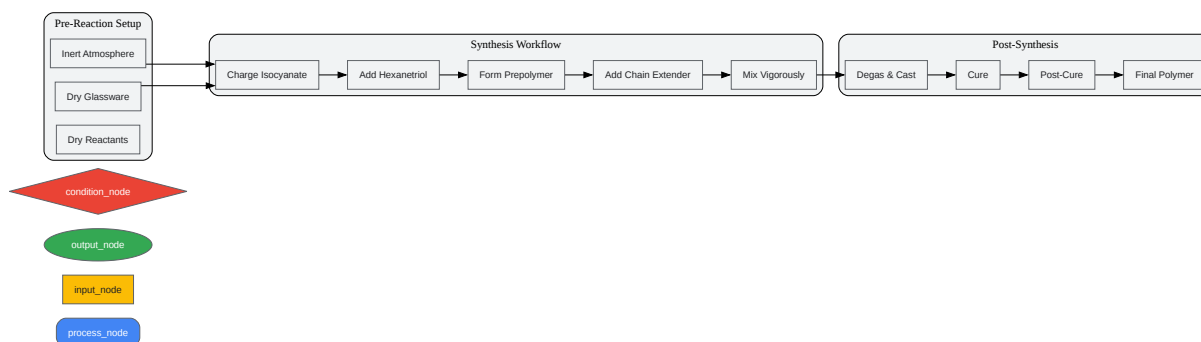 Pre-Reaction Setup
Inert Atmosphere
Dry Glassware
Dry Reactants
Synthesis Workflow
Charge Isocyanate
Add Hexanetriol
Form Prepolymer
Add Chain Extender
Mix Vigorously
Post-Synthesis
Degas & Cast
Cure
Post-Cure
Final Polymer
condition_node
output_node
input_node
process_node